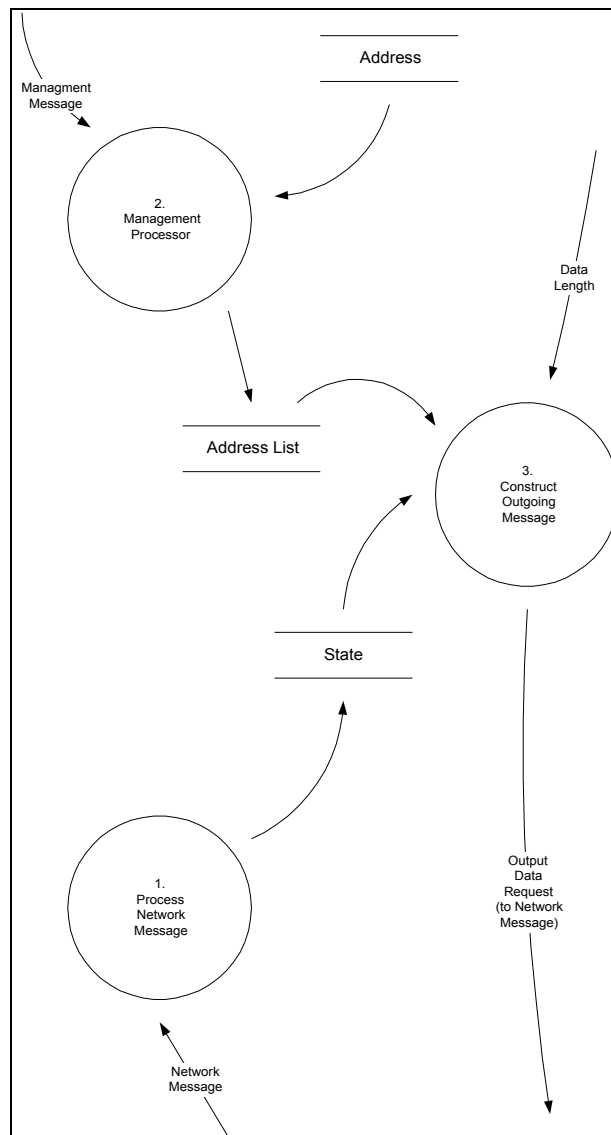 Managment
Message
Address
2.
Management
Processor
Data
Length
Address List
3.
Construct
Outgoing
Message
State
1.
Process
Network
Message
Output
Data
Request
(to Network
Message)
Network
Message